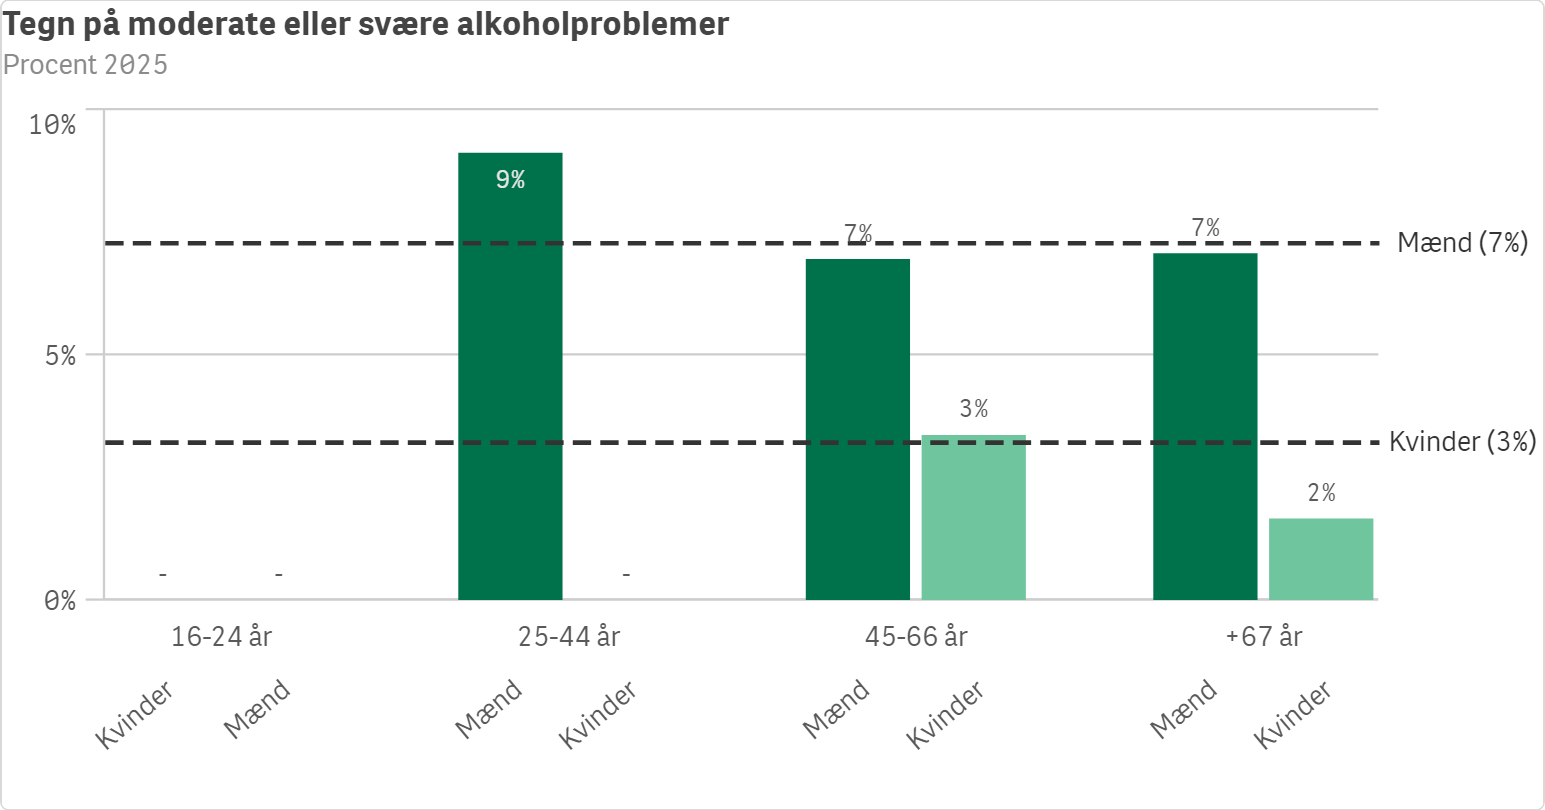 Tegn på moderate eller svære alkoholproblemer
Procent 2025
10%
9%
7%
7%
Mænd (7%)
5%
3%
Kvinder (3%)
2%
-
-
-
0%
16-24 år
25-44 år
45-66 år
+67 år
Kvinder
Mænd
Mænd
Kvinder
Mænd
Kvinder
Mænd
Kvinder